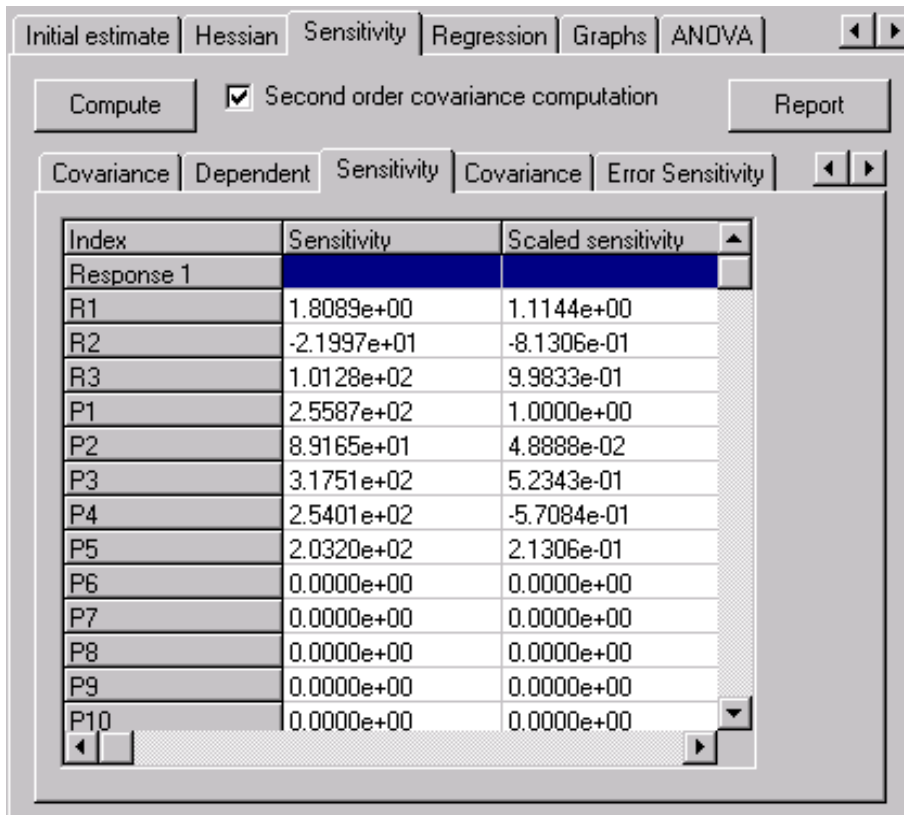 Initial estimate Hessian Sensitivity Regression Graphs ANOVA
Compute Second order covariance computation Report
Covariance Dependent Sensitivity Covariance Error Sensitivity
Index Sensitivity Scaled sensitivity
Response 1
R1 1.8089e+00 1.1144e+00
R2 -2.1997e+01 -8.1306e-01
R3 1.0128e+02 9.9833e-01
P1 2.5587e+02 1.0000e+00
P2 8.9165e+01 4.8888e-02
P3 3.1751e+02 5.2343e-01
P4 2.5401e+02 -5.7084e-01
P5 2.0320e+02 2.1306e-01
P6 0.0000e+00 0.0000e+00
P7 0.0000e+00 0.0000e+00
P8 0.0000e+00 0.0000e+00
P9 0.0000e+00 0.0000e+00
P10 0.0000e+00 0.0000e+00